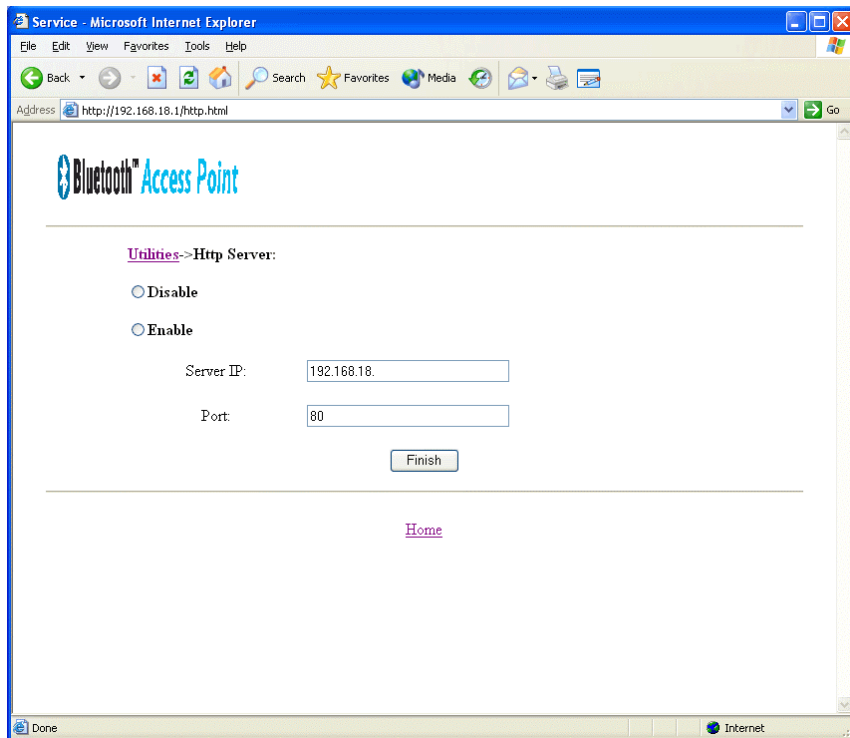 Service - Microsoft Internet Explorer
File Edit View Favorites Tools Help
Back Search Favorites Media
Address http://192.168.18.1/http.html Go
Bluetooth™ Access Point
Utilities->Http Server:
Disable
Enable
Server IP: 192.168.18.
Port: 80
Finish
Home
Done Internet